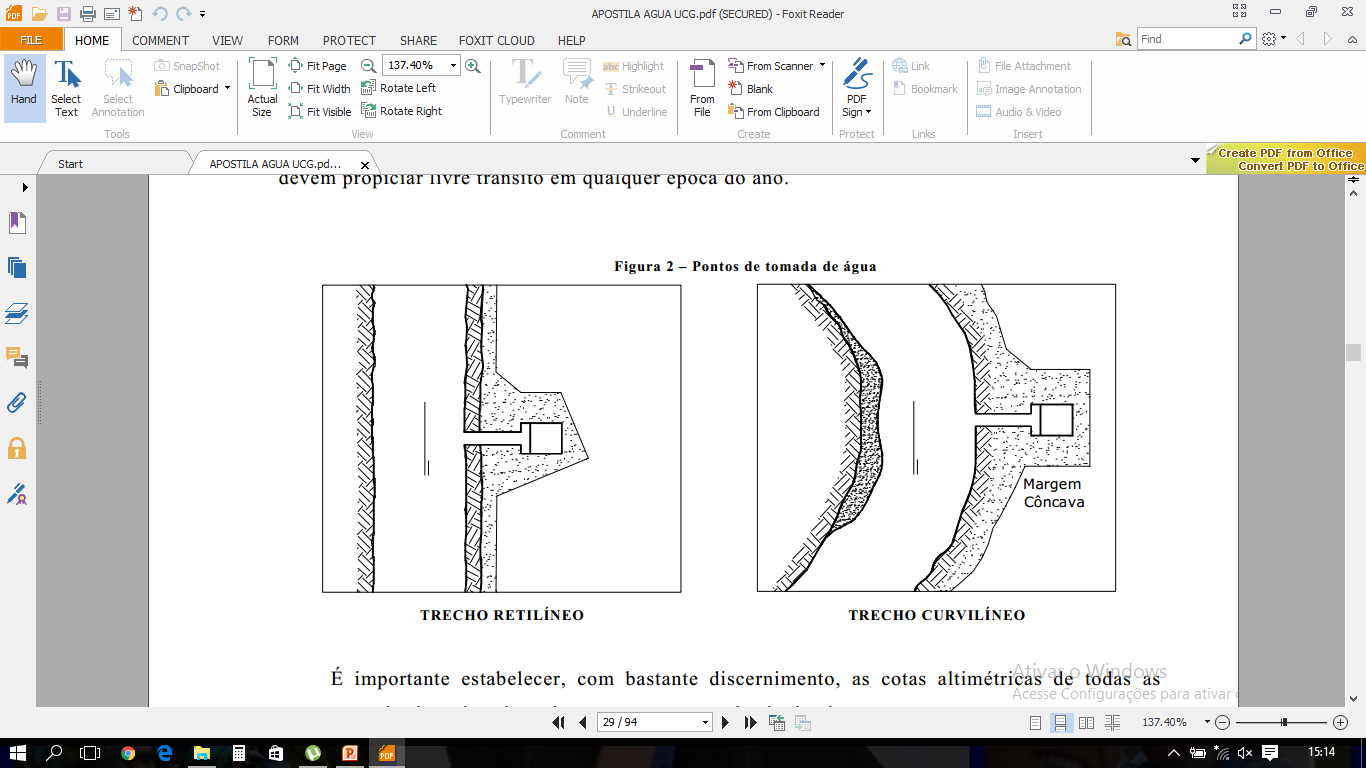 APOSTILA AGUA UCG.pdf (SECURED) - Foxit Reader
FILE HOME COMMENT VIEW FORM PROTECT SHARE FOXIT CLOUD HELP Find
Hand
Select Text
Select Annotation
SnapShot
Clipboard
Tools
Actual Size
Fit Page
Fit Width
Fit Visible
137.40%
Rotate Left
Rotate Right
View
Typewriter
Note
Highlight
Strikeout
Underline
Comment
From File
From Scanner
Blank
From Clipboard
Create
PDF Sign
Protect
Link
Bookmark
Links
File Attachment
Image Annotation
Audio & Video
Insert
Start
APOSTILA AGUA UCG.pd...
Create PDF from Office
Convert PDF to Office
devem propiciar livre trânsito em qualquer época do ano.
Figura 2 – Pontos de tomada de água
Margem
Côncava
TRECHO RETILÍNEO
TRECHO CURVILÍNEO
É importante estabelecer, com bastante discernimento, as cotas altimétricas de todas as
Ativar o Windows
Acesse Configurações para ativar o
29 / 94
137.40%
15:14